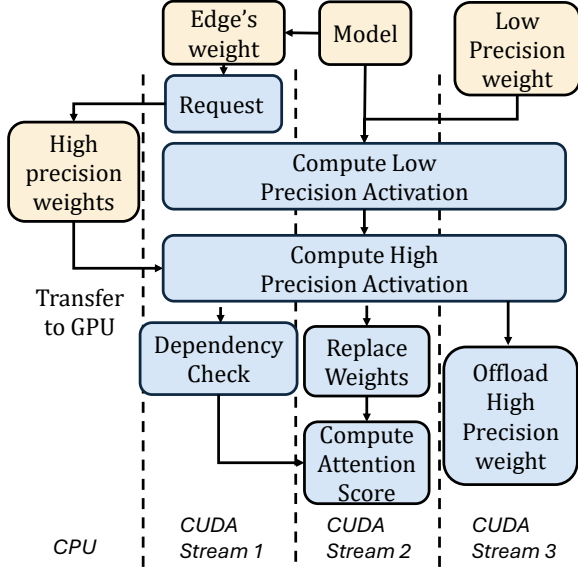 Edge's
weight
Model
Low
Precision
weight
Request
High
precision
weights
Compute Low
Precision Activation
Compute High
Precision Activation
Transfer
to GPU
Dependency
Check
Replace
Weights
Offload
High
Precision
weight
Compute
Attention
Score
CPU
CUDA
Stream 1
CUDA
Stream 2
CUDA
Stream 3